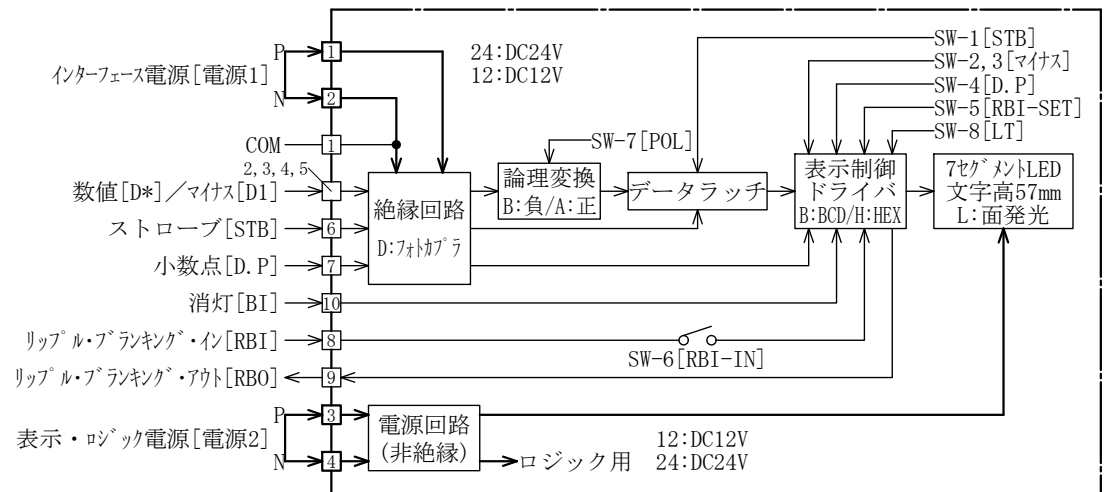 P
インターフェース電源[電源1]
N
1
2
24:DC24V
12:DC12V
SW-1[STB]
SW-2,3[マイナス]
SW-4[D.P]
SW-5[RBI-SET]
SW-8[LT]
COM
1
SW-7[POL]
2,3,4,5
数値[D*]／マイナス[D1]
ストローブ[STB]
6
小数点[D.P]
7
消灯[BI]
10
絶縁回路
D:フォトカプラ
論理変換
B:負/A:正
データラッチ
表示制御
ドライバ
B:BCD/H:HEX
7セグメントLED
文字高57mm
L:面発光
リップル・ブランキング・イン[RBI]
8
SW-6[RBI-IN]
リップル・ブランキング・アウト[RBO]
9
P
表示・ロジック電源[電源2]
N
3
4
電源回路
(非絶縁)
ロジック用
12:DC12V
24:DC24V